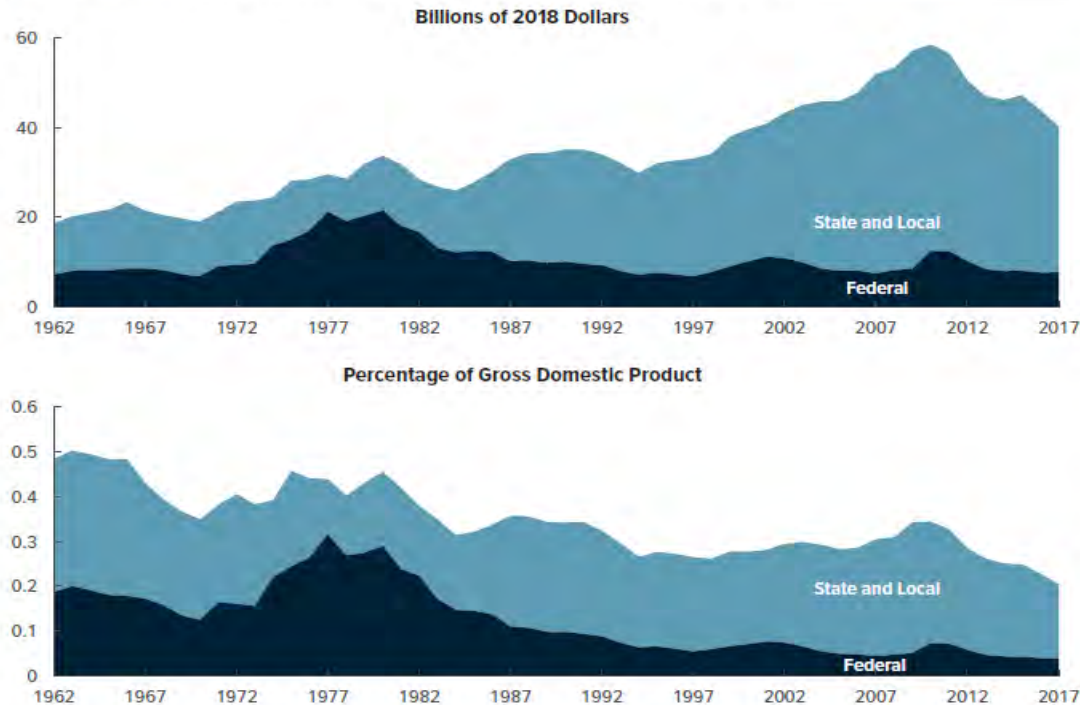 Billions of 2018 Dollars
60
40
20
0
State and Local
Federal
1962 1967 1972 1977 1982 1987 1992 1997 2002 2007 2012 2017
Percentage of Gross Domestic Product
0.6
0.5
0.4
0.3
0.2
0.1
0
State and Local
Federal
1962 1967 1972 1977 1982 1987 1992 1997 2002 2007 2012 2017